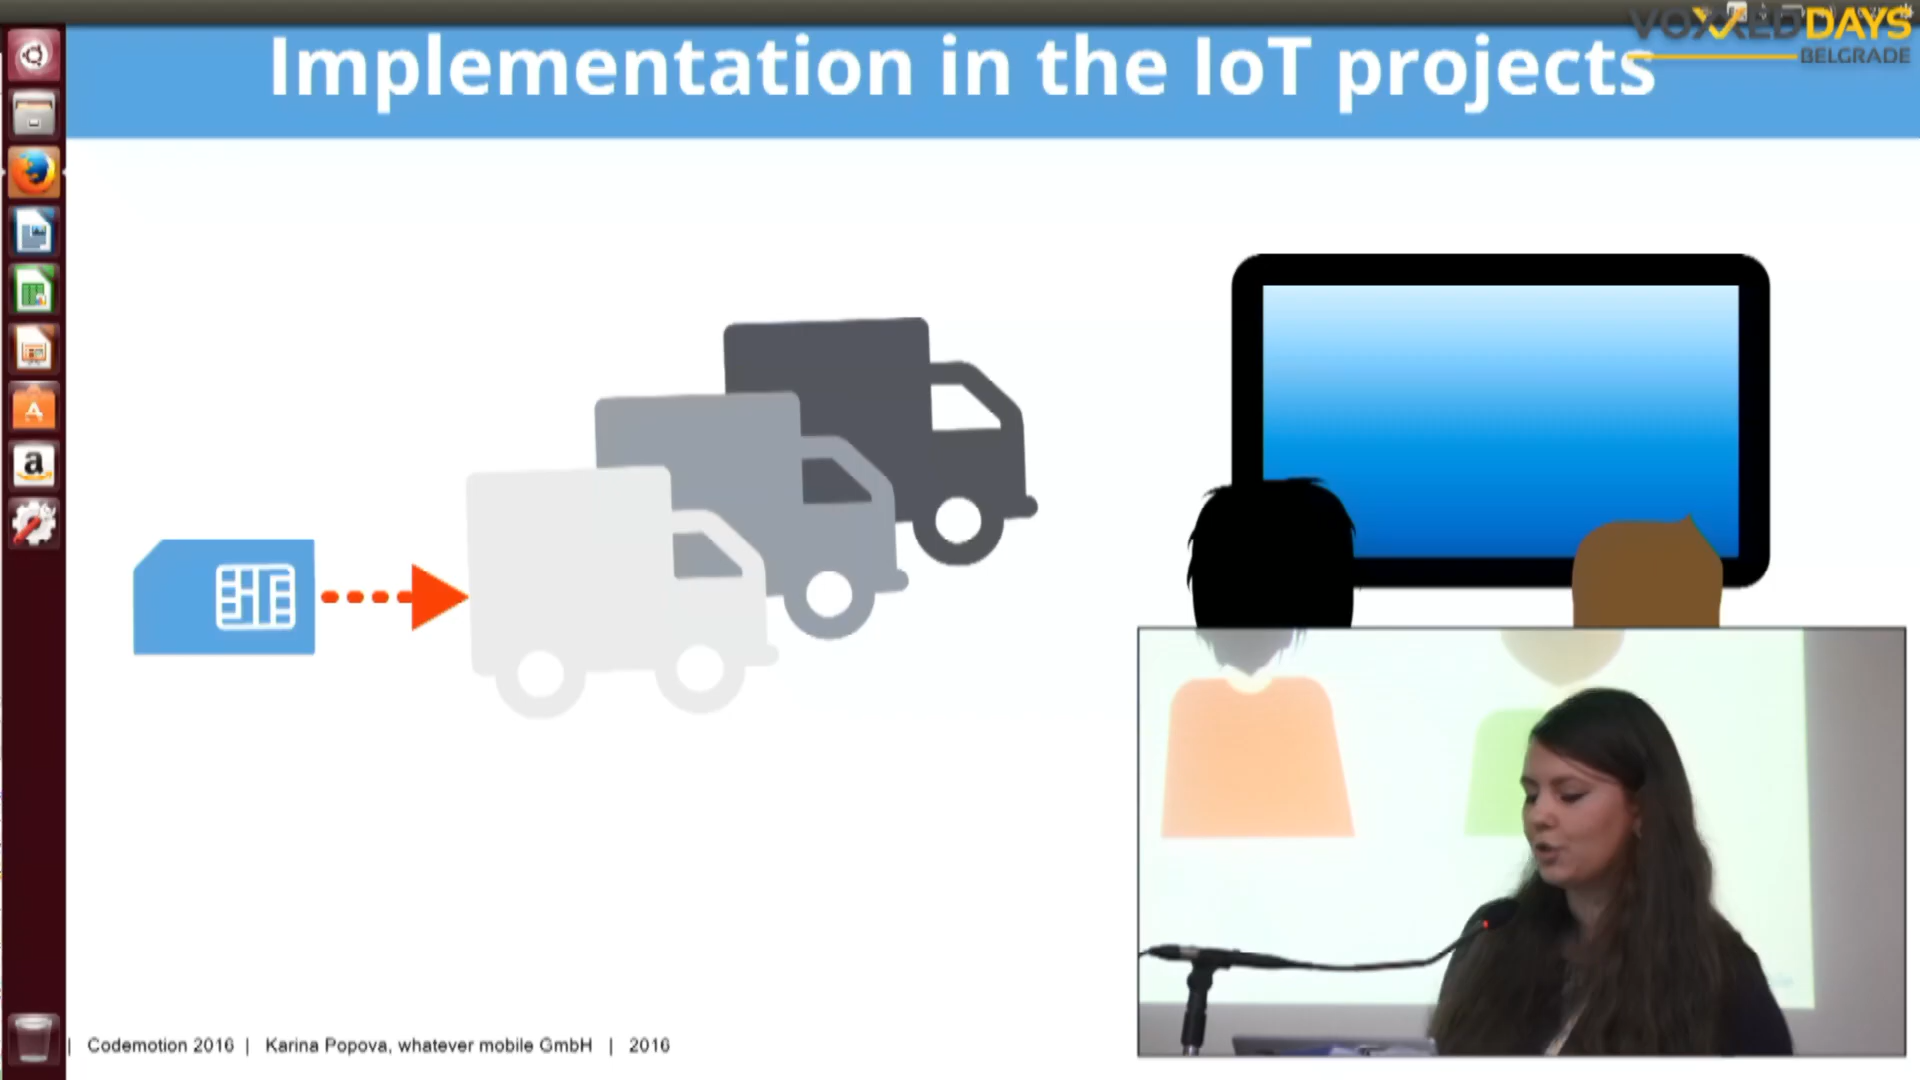 VOXXED DAYS
BELGRADE
Implementation in the IoT projects
| Codemotion 2016 | Karina Popova, whatever mobile GmbH | 2016